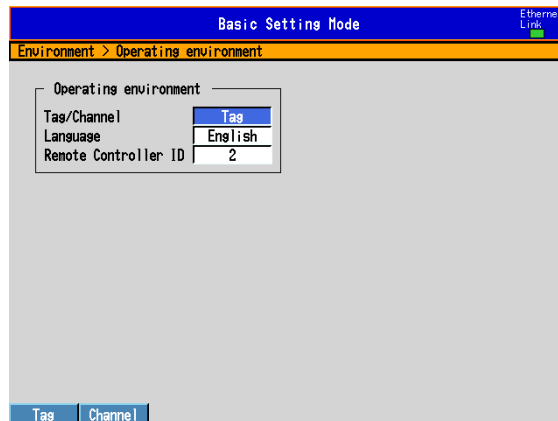 Basic Setting Mode
Etherne
Link
Environment > Operating environment
Operating environment
Tag/Channel Tag
Language English
Remote Controller ID 2
Tag Channel